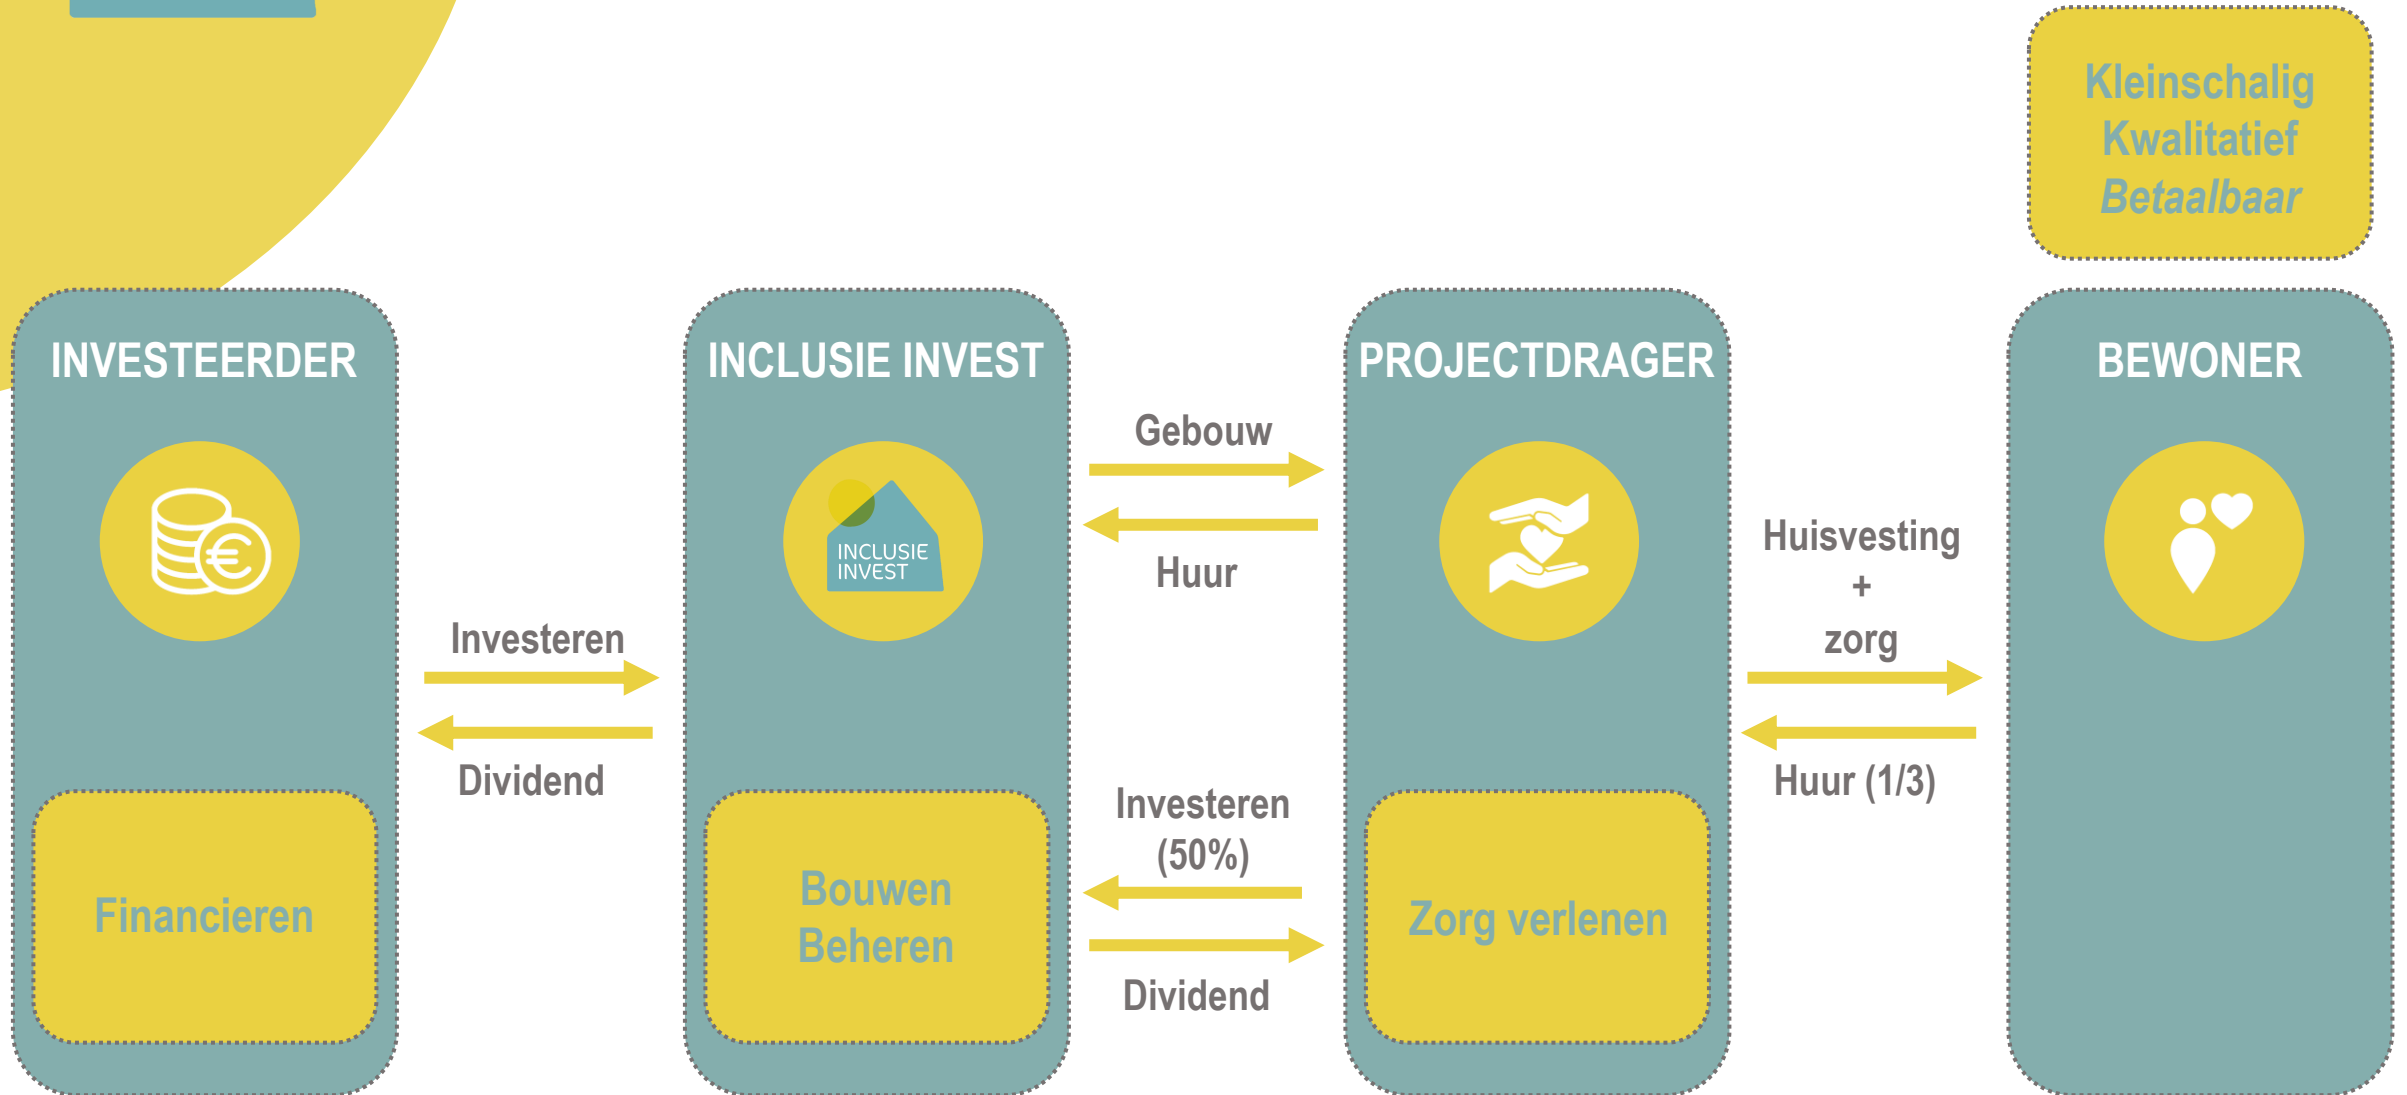 Kleinschalig
Kwalitatief
Betaalbaar
INVESTEERDER
Financieren
Investeren
Dividend
INCLUSIE INVEST
INCLUSIE
INVEST
Bouwen
Beheren
Gebouw
Huur
Investeren
(50%)
Dividend
PROJECTDRAGER
Zorg verlenen
Huisvesting
+
zorg
Huur (1/3)
BEWONER